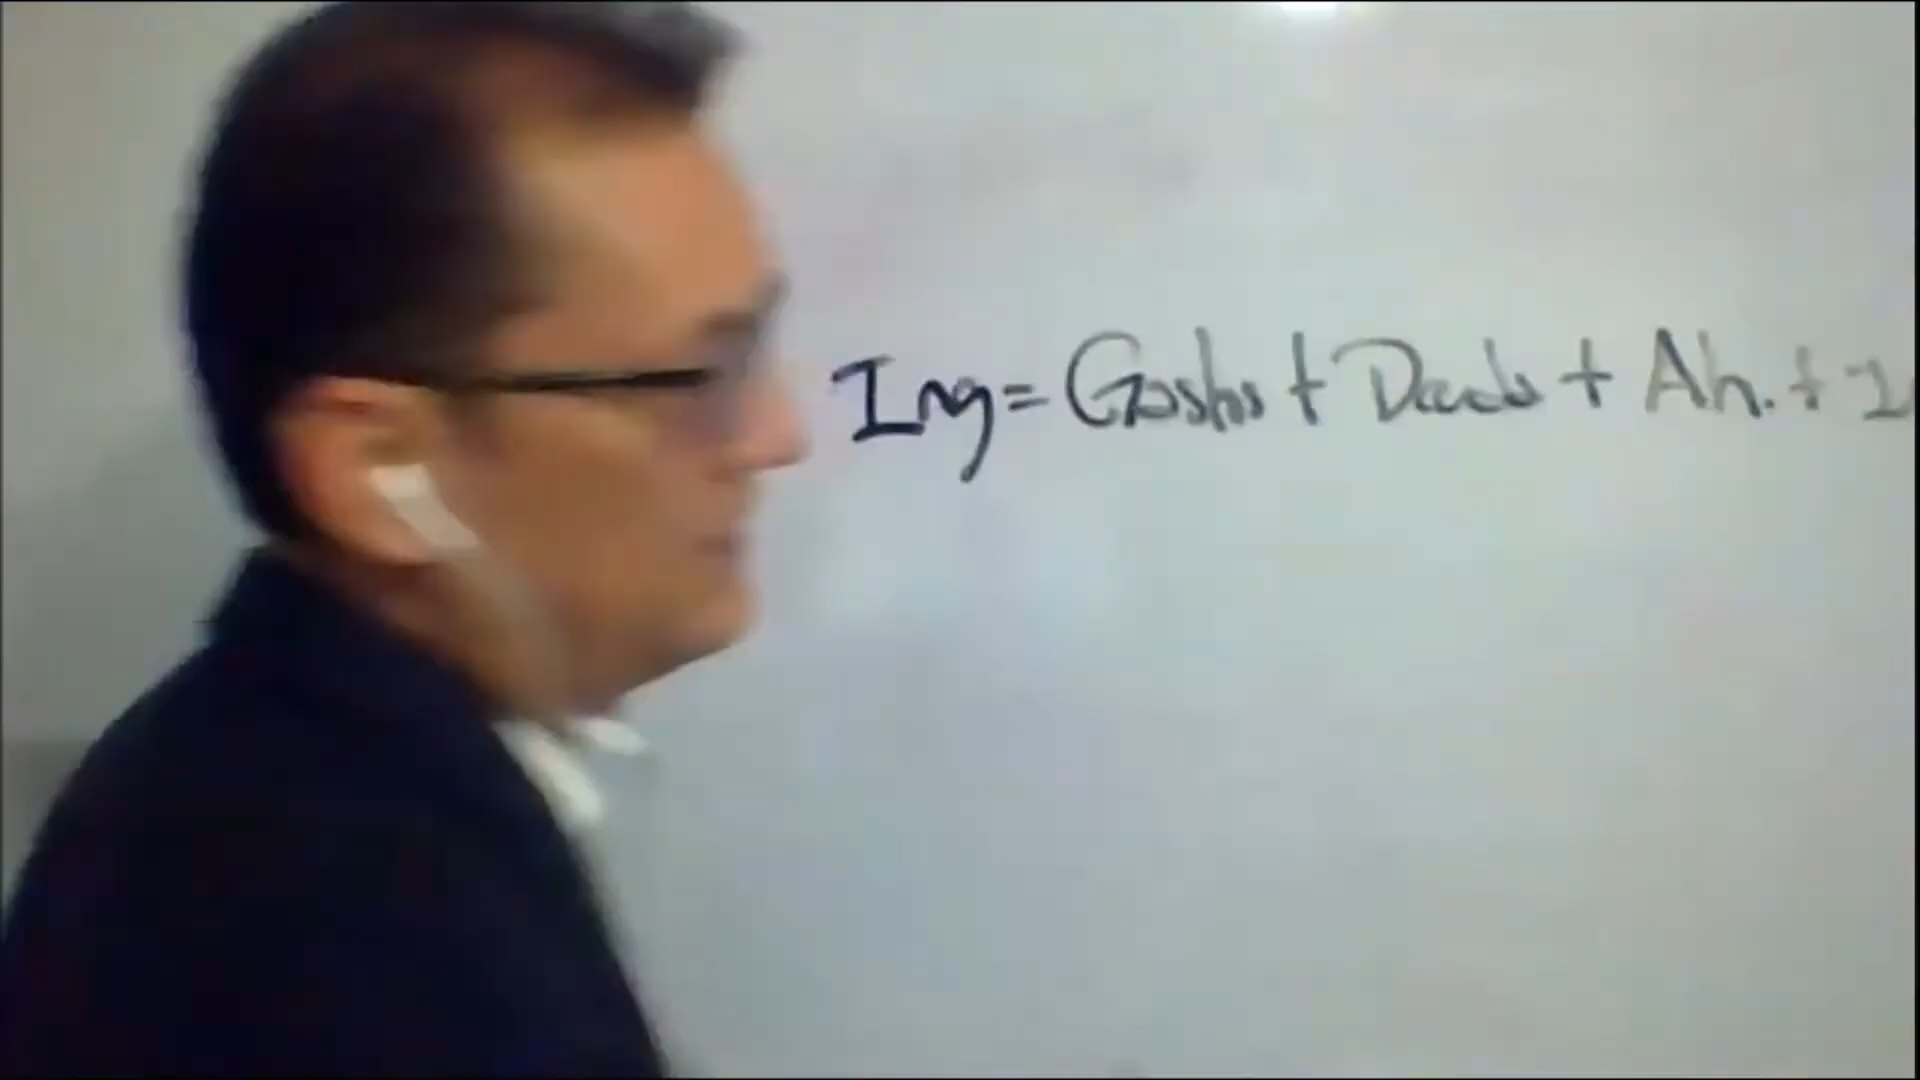 Ing = Gastos + Deuda + Ah. + I